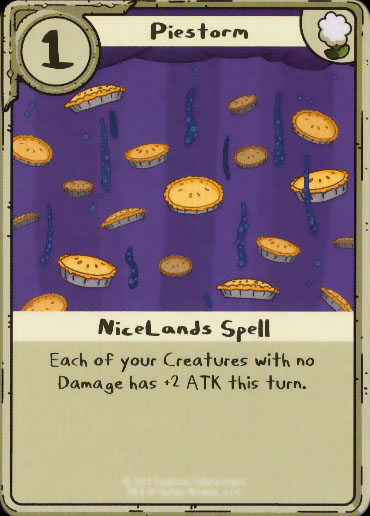 1
Piestorm
NiceLands Spell
Each of your Creatures with no
Damage has +2 ATK this turn.